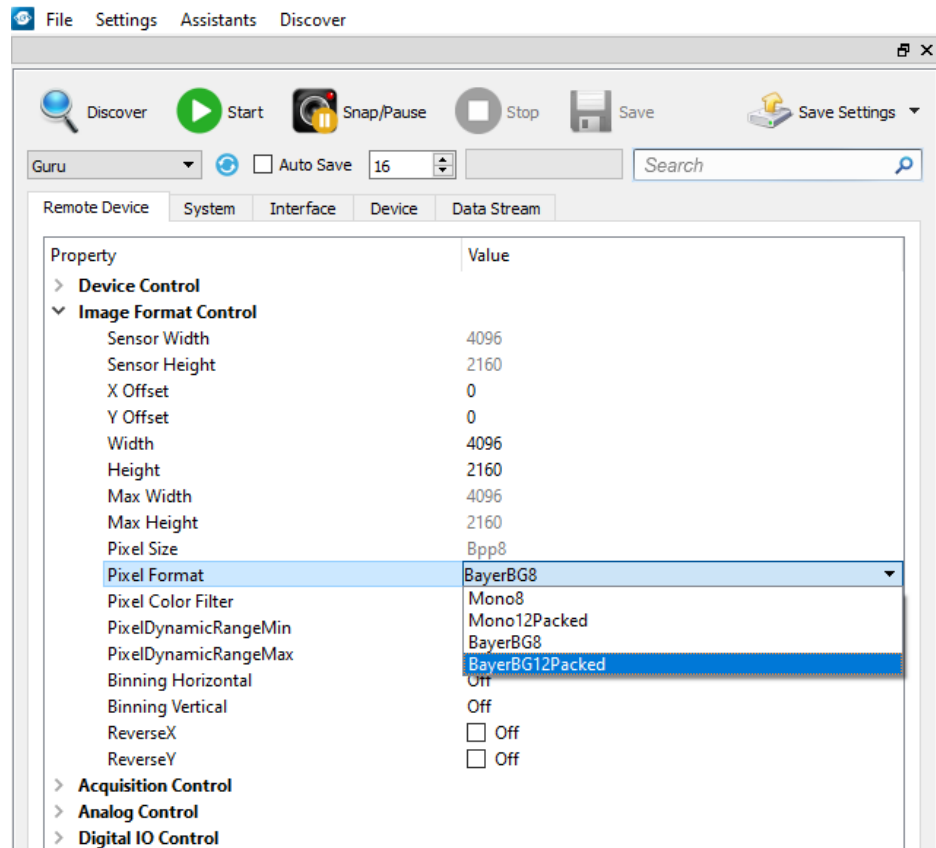 File Settings Assistants Discover
Discover Start Snap/Pause Stop Save Save Settings
Guru Auto Save 16 Search
Remote Device System Interface Device Data Stream
Property Value
Device Control
Image Format Control
Sensor Width 4096
Sensor Height 2160
X Offset 0
Y Offset 0
Width 4096
Height 2160
Max Width 4096
Max Height 2160
Pixel Size Bpp8
Pixel Format BayerBG8
Pixel Color Filter Mono8
PixelDynamicRangeMin Mono12Packed
BayerBG8
PixelDynamicRangeMax BayerBG12Packed
Binning Horizontal Off
Binning Vertical Off
ReverseX Off
ReverseY Off
Acquisition Control
Analog Control
Digital IO Control